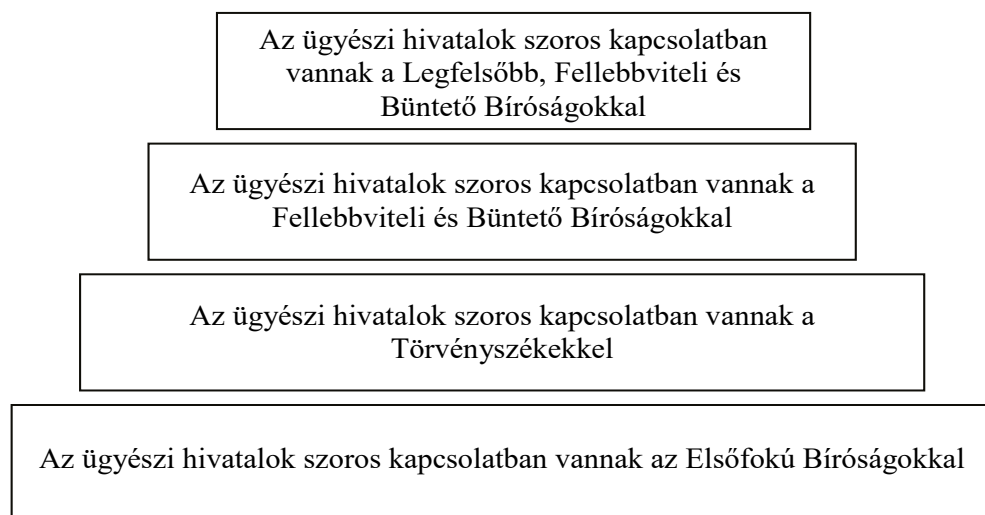 Az ügyészi hivatalok szoros kapcsolatban
vannak a Legfelsőbb, Fellebbviteli és
Büntető Bíróságokkal
Az ügyészi hivatalok szoros kapcsolatban vannak a
Fellebbviteli és Büntető Bíróságokkal
Az ügyészi hivatalok szoros kapcsolatban vannak a
Törvényszékekkel
Az ügyészi hivatalok szoros kapcsolatban vannak az Elsőfokú Bíróságokkal